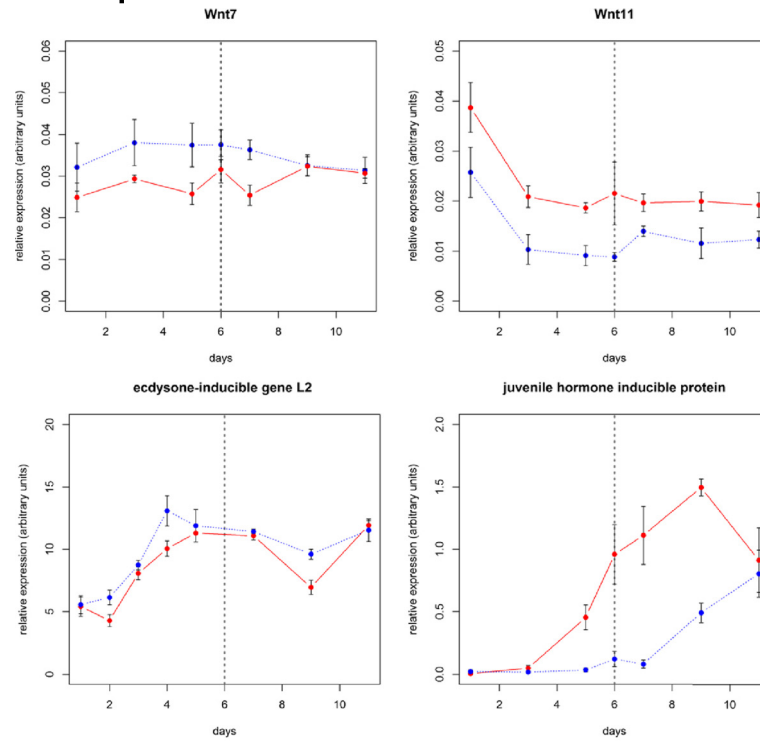 Wnt7
relative expression (arbitrary units)
0.06
0.05
0.04
0.03
0.02
0.01
0.00
2 4 6 8 10
days
Wnt11
relative expression (arbitrary units)
0.05
0.04
0.03
0.02
0.01
0.00
2 4 6 8 10
days
ecdysone-inducible gene L2
relative expression (arbitrary units)
20
15
10
5
0
2 4 6 8 10
days
juvenile hormone inducible protein
relative expression (arbitrary units)
2.0
1.5
1.0
0.5
0.0
2 4 6 8 10
days